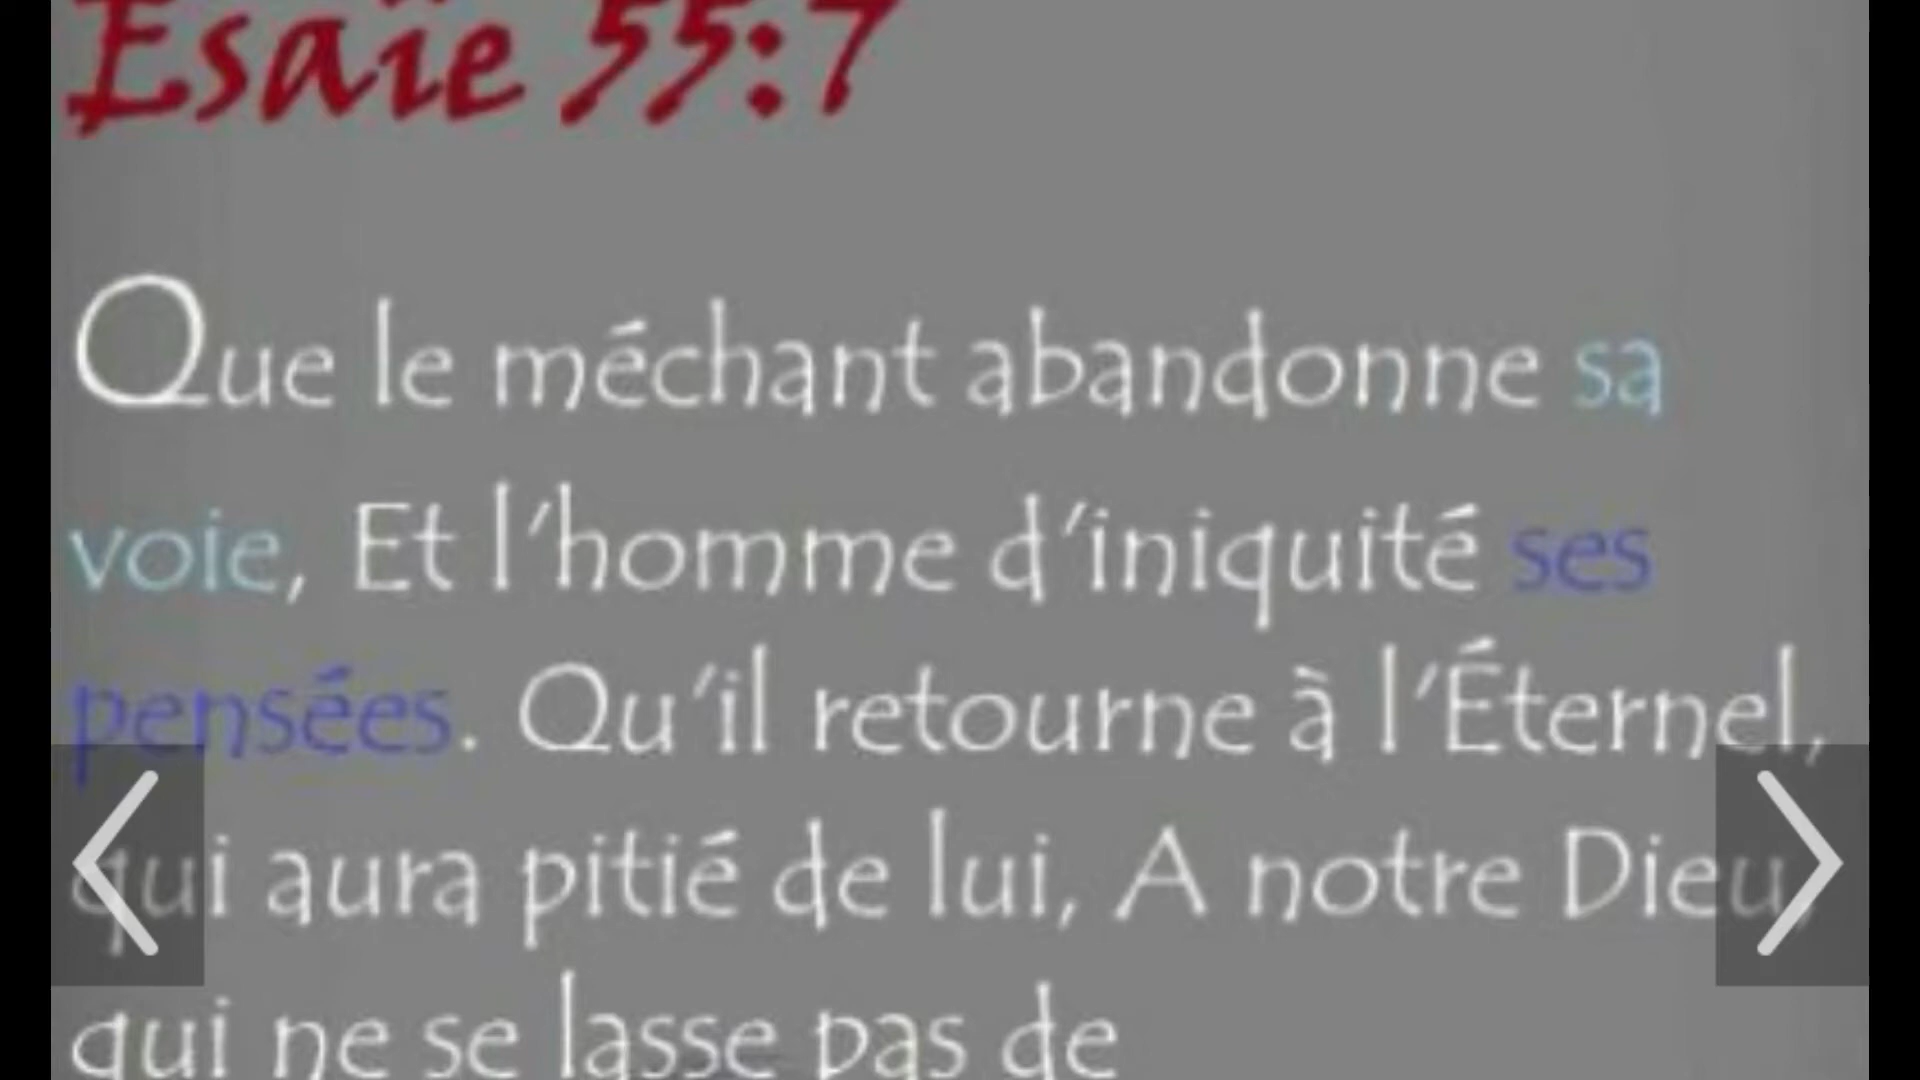 Esaïe 55:7
Que le méchant abandonne sa
voie, Et l'homme d'iniquité ses
pensées. Qu'il retourne à l'Éternel,
qui aura pitié de lui, A notre Dieu,
qui ne se lasse pas de